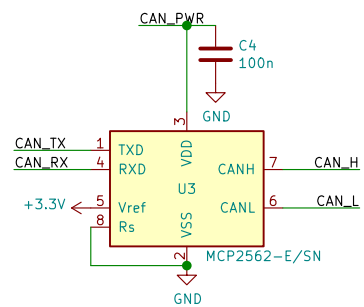 CAN_PWR
C4
100n
GND
3
VDD
CAN_TX 1 TXD
CAN_RX 4 RXD CANH 7 CAN_H
U3
+3.3V 5 Vref CANL 6 CAN_L
8 Rs
VSS
2
MCP2562-E/SN
GND